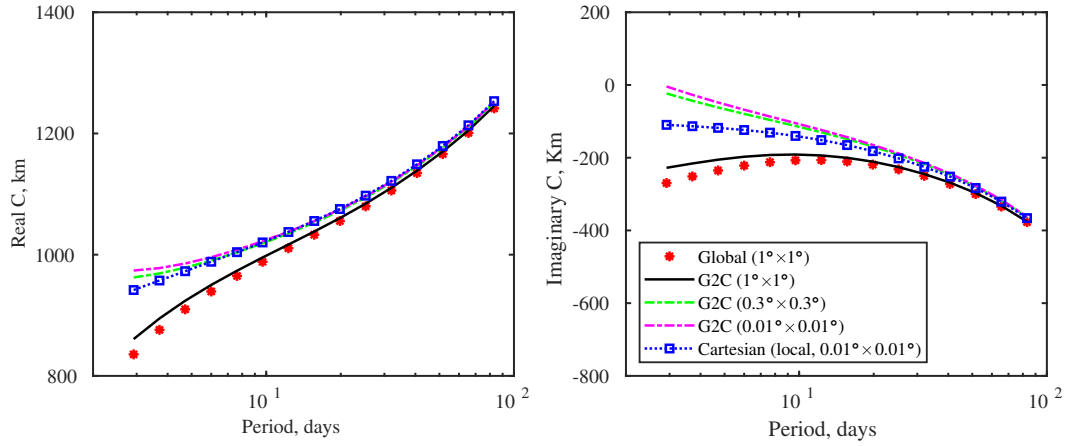 1400
1200
1000
800
10 1
10 2
Real C, km
Period, days
200
0
-200
-400
-600
-800
10 1
10 2
Imaginary C, Km
Period, days
Global (1°×1°)
G2C (1°×1°)
G2C (0.3°×0.3°)
G2C (0.01°×0.01°)
Cartesian (local, 0.01°×0.01°)